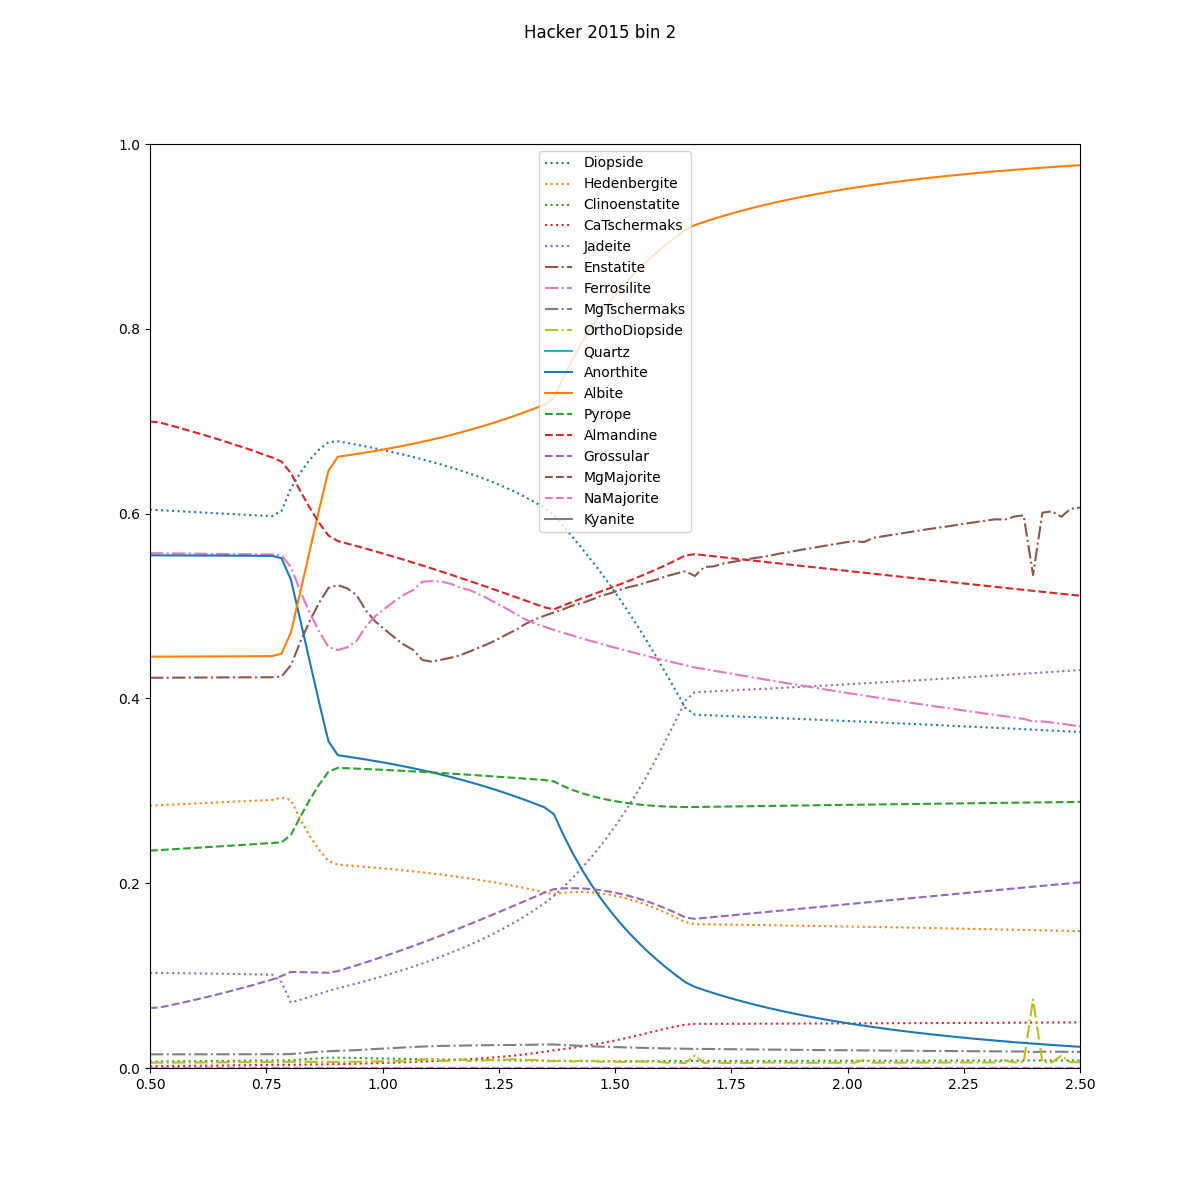 Hacker 2015 bin 2
1.0
0.8
0.6
0.4
0.2
0.0
Diopside
Hedenbergite
Clinoenstatite
CaTschermaks
Jadeite
Enstatite
Ferrosilite
MgTschermaks
OrthoDiopside
Quartz
Anorthite
Albite
Pyrope
Almandine
Grossular
MgMajorite
NaMajorite
Kyanite
0.50 0.75 1.00 1.25 1.50 1.75 2.00 2.25 2.50